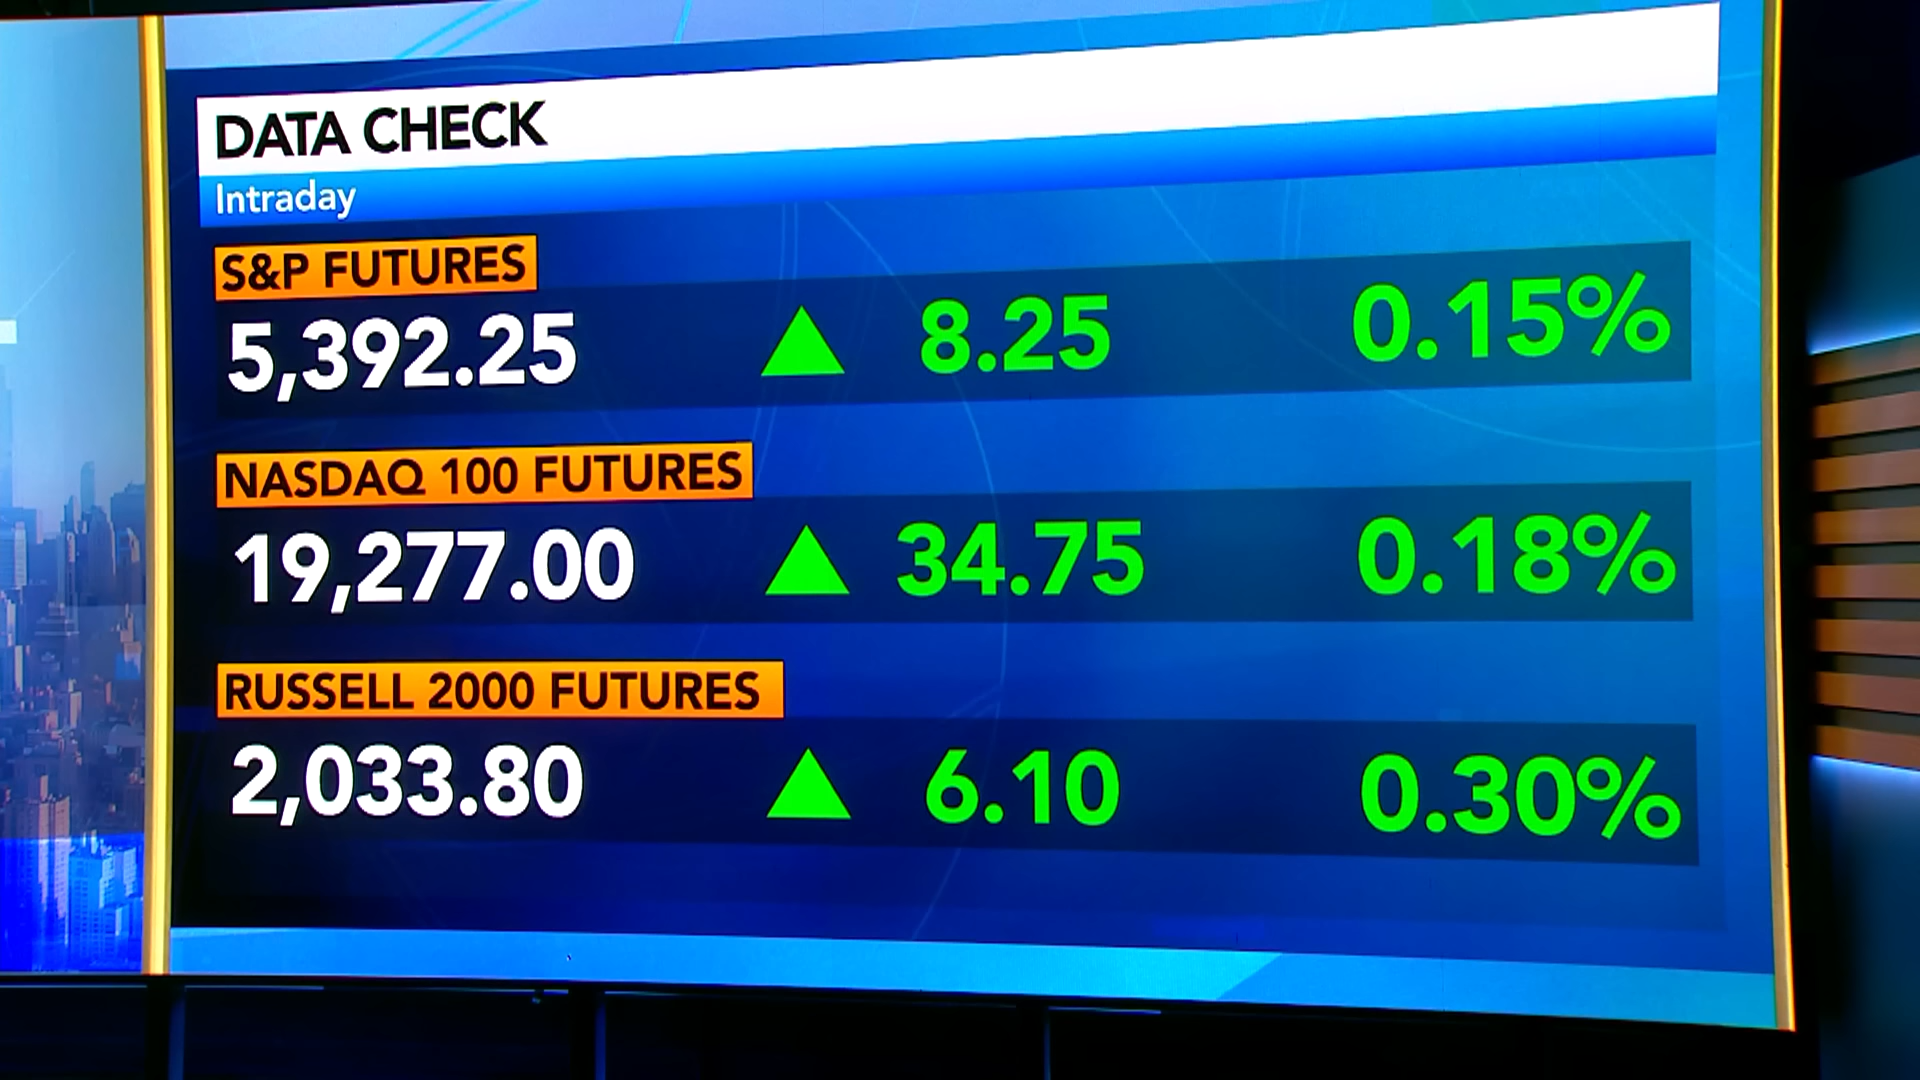 DATA CHECK
Intraday
S&P FUTURES
5,392.25 ▲ 8.25 0.15%
NASDAQ 100 FUTURES
19,277.00 ▲ 34.75 0.18%
RUSSELL 2000 FUTURES
2,033.80 ▲ 6.10 0.30%